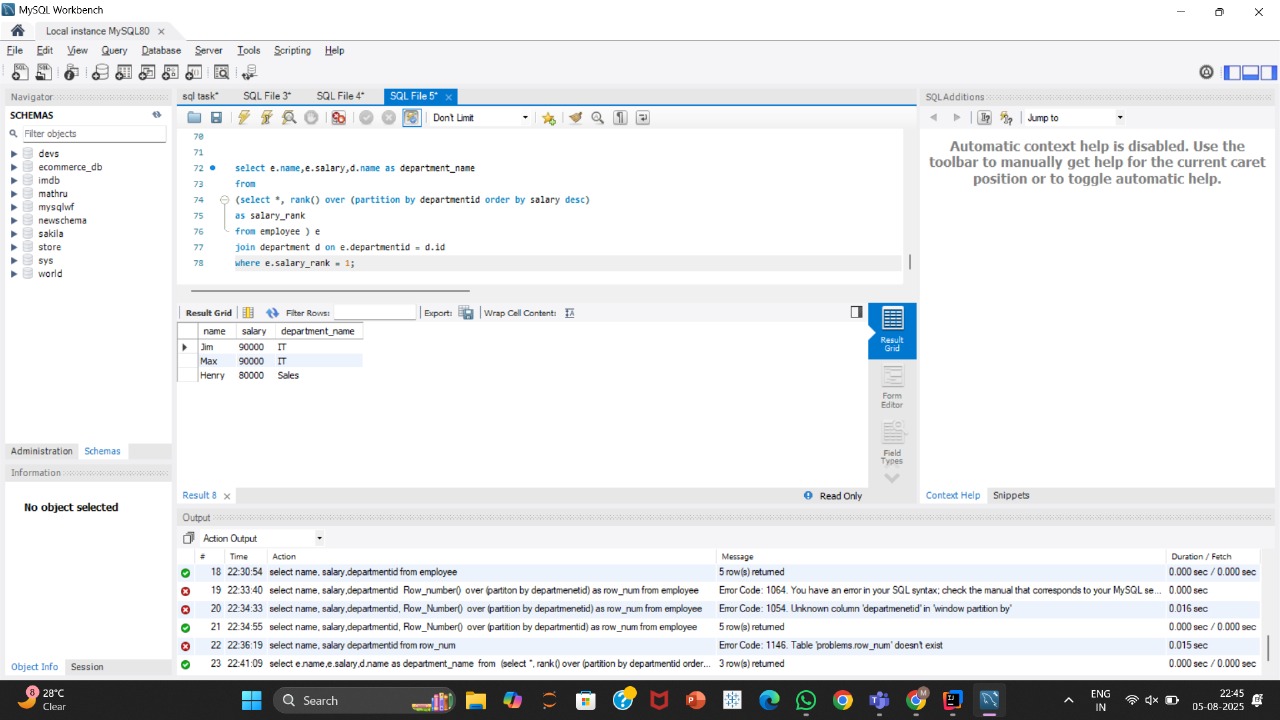 MySQL Workbench
Local instance MySQL80
File Edit View Query Database Server Tools Scripting Help
Navigator
SCHEMAS
Filter objects
devs
ecommerce_db
imdb
mathru
mysqlwf
newschema
sakila
store
sys
world
Administration Schemas
Information
No object selected
Object Info Session
sql task* SQL File 3* SQL File 4* SQL File 5*
Don't Limit
70
71
72 select e.name,e.salary,d.name as department_name
73 from
74 (select *, rank() over (partition by departmentid order by salary desc)
75 as salary_rank
76 from employee ) e
77 join department d on e.departmentid = d.id
78 where e.salary_rank = 1;
Result Grid Filter Rows: Export: Wrap Cell Content:
name salary department_name
Jim 90000 IT
Max 90000 IT
Henry 80000 Sales
Result Grid
Form Editor
Field Types
Result 8 Read Only
SQLAdditions
Jump to
Automatic context help is disabled. Use the
toolbar to manually get help for the current caret
position or to toggle automatic help.
Context Help Snippets
Output
Action Output
# Time Action Message Duration / Fetch
18 22:30:54 select name, salary,departmentid from employee 5 row(s) returned 0.000 sec / 0.000 sec
19 22:33:40 select name, salary,departmentid, Row_number() over (partiton by departmenetid) as row_num from employee Error Code: 1064. You have an error in your SQL syntax; check the manual that corresponds to your MySQL se... 0.000 sec
20 22:34:33 select name, salary,departmentid, Row_Number() over (partition by departmenetid) as row_num from employee Error Code: 1054. Unknown column 'departmenetid' in 'window partition by' 0.016 sec
21 22:34:55 select name, salary,departmentid, Row_Number() over (partition by departmentid) as row_num from employee 5 row(s) returned 0.000 sec / 0.000 sec
22 22:36:19 select name, salary departmentid from row_num Error Code: 1146. Table 'problems.row_num' doesn't exist 0.015 sec
23 22:41:09 select e.name,e.salary,d.name as department_name from (select *, rank() over (partition by departmentid order... 3 row(s) returned 0.000 sec / 0.000 sec
8
28°C
Clear
Search
M
ENG
IN
22:45
05-08-2025